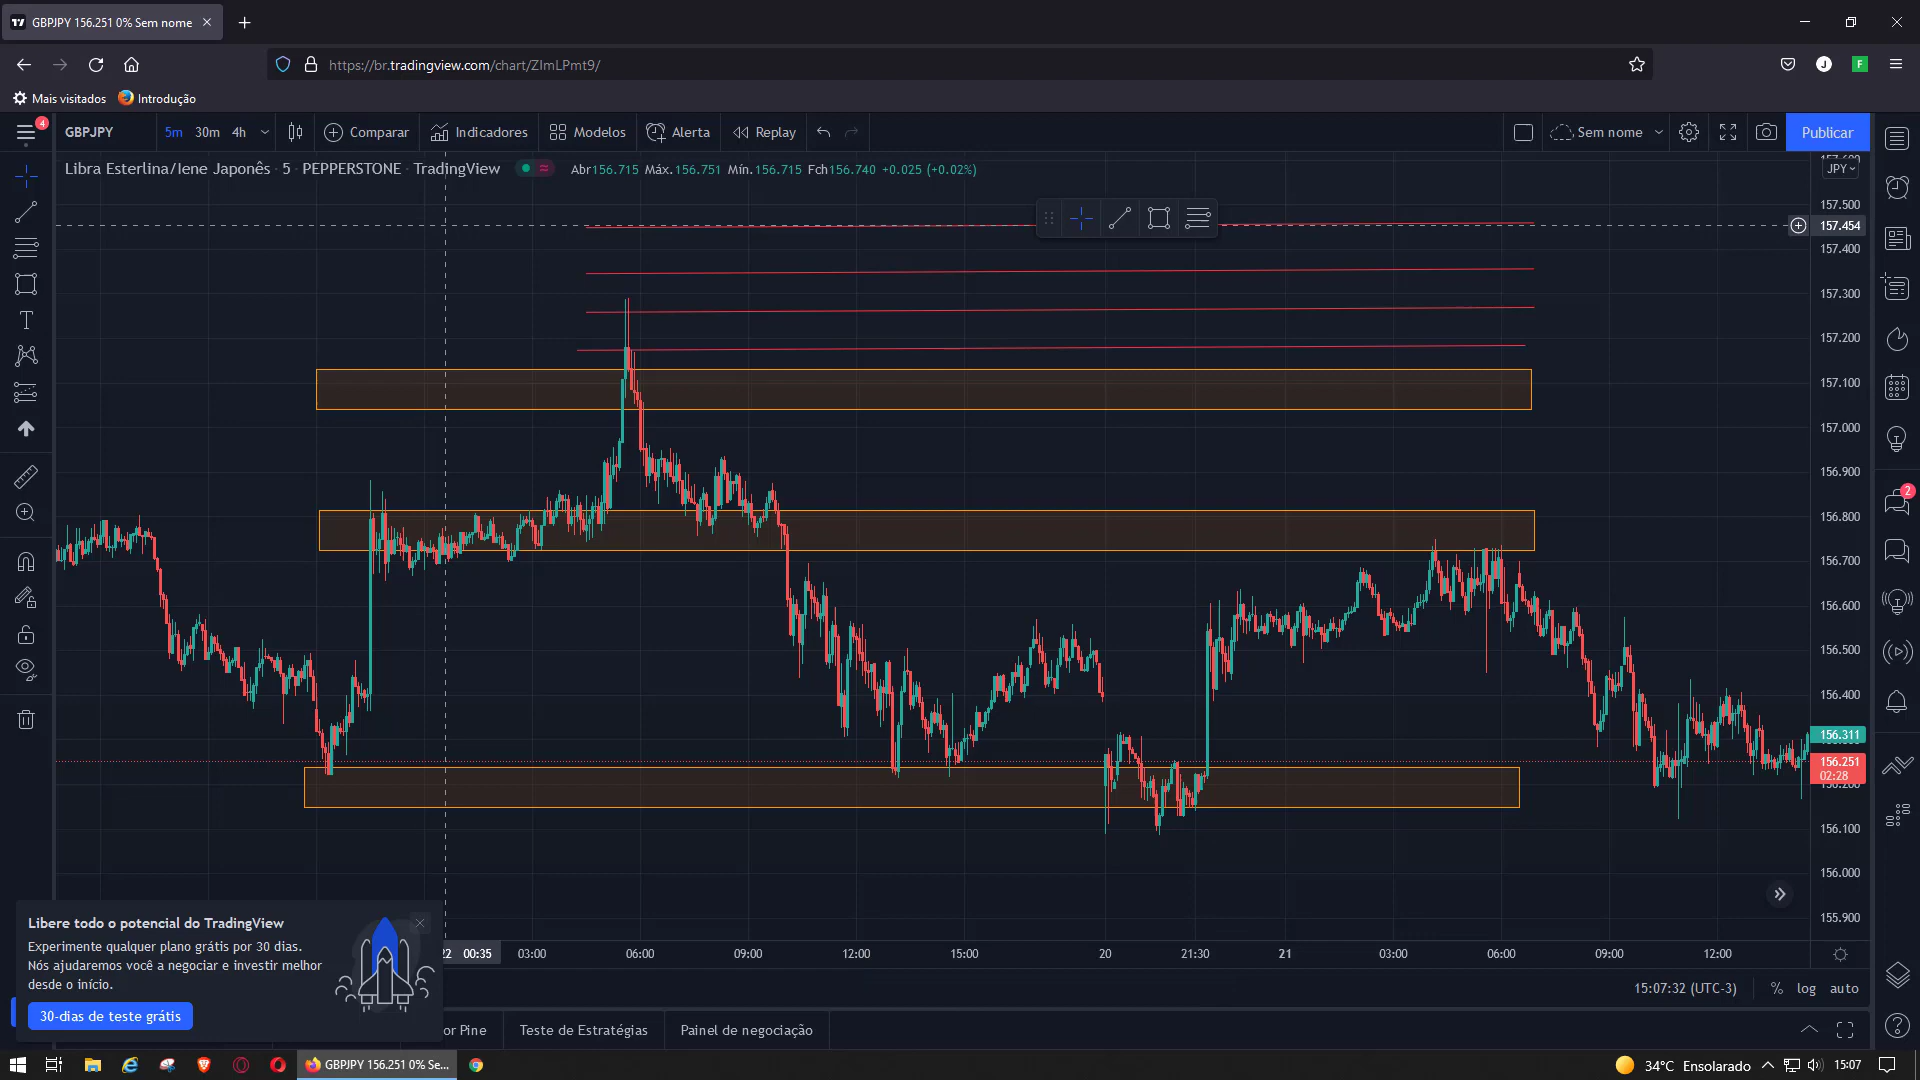 GBPJPY 156.251 0% Sem nome
https://br.tradingview.com/chart/ZImLPmt9/
Mais visitados
Introdução
4
GBPJPY
5m
30m
4h
Comparar
Indicadores
Modelos
Alerta
Replay
Sem nome
Publicar
Libra Esterlina/Iene Japonês · 5 · PEPPERSTONE · TradingView
Abr156.715 Máx.156.751 Mín.156.715 Fch156.740 +0.025 (+0.02%)
JPY
157.500
157.454
157.400
157.300
157.200
157.100
157.000
156.900
156.800
156.700
156.600
156.500
156.400
156.311
156.251
02:28
156.200
156.100
156.000
155.900
2
J
F
T
Libere todo o potencial do TradingView
Experimente qualquer plano grátis por 30 dias.
Nós ajudaremos você a negociar e investir melhor
desde o início.
30-dias de teste grátis
22 00:35
03:00
06:00
09:00
12:00
15:00
20
21:30
21
03:00
06:00
09:00
12:00
15:07:32 (UTC-3)
%
log
auto
or Pine
Teste de Estratégias
Painel de negociação
GBPJPY 156.251 0% Se...
34°C Ensolarado
15:07